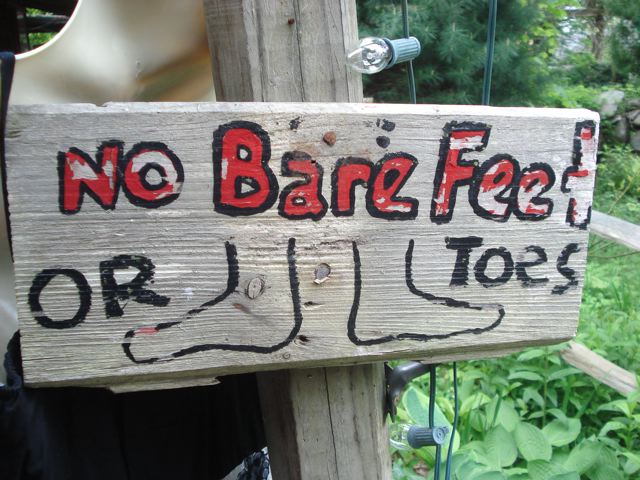 NO Bare Feet
OR Toes